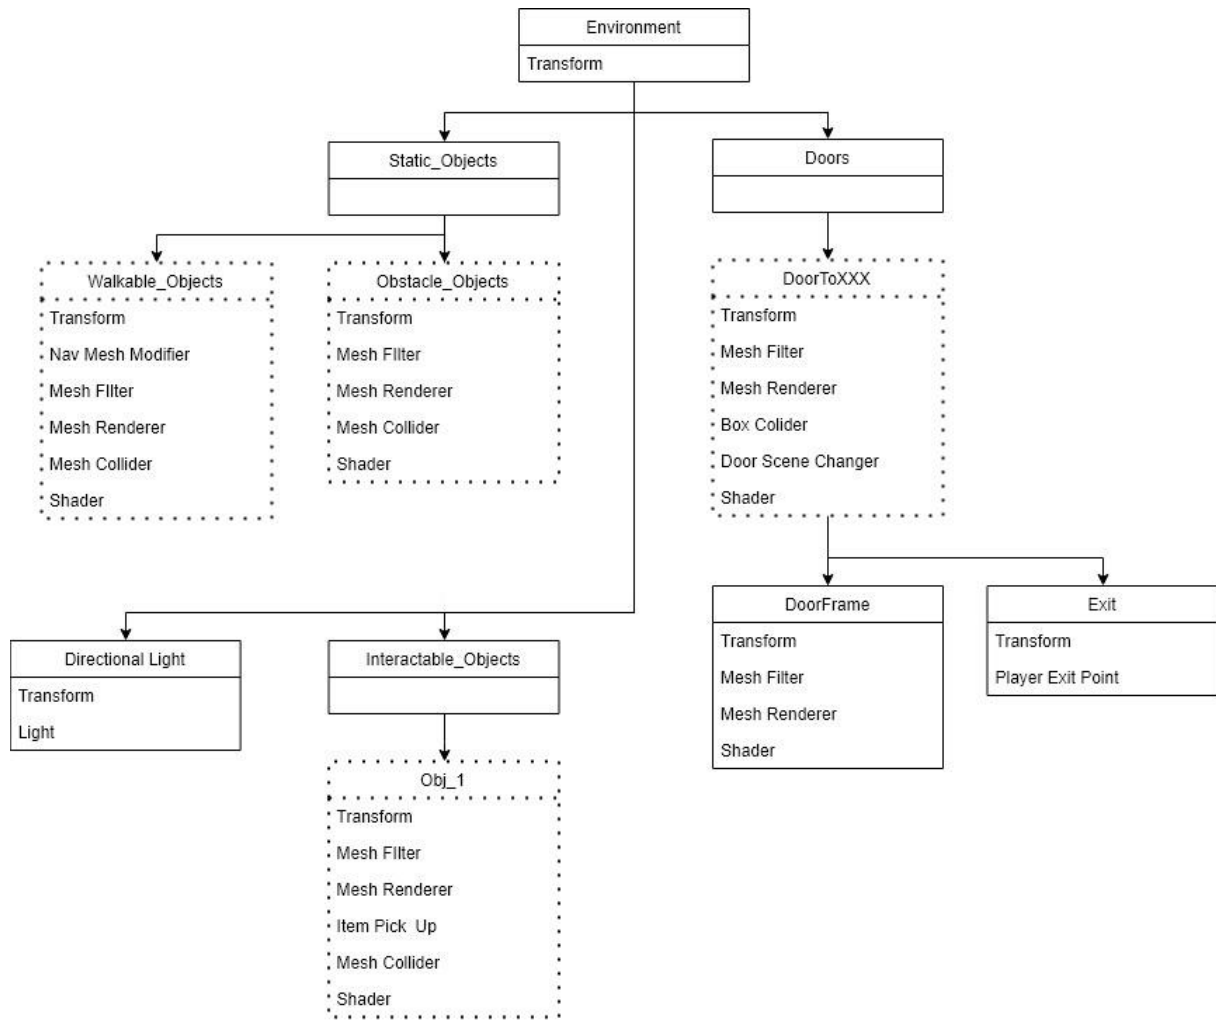 Environment
Transform
Static_Objects
Doors
Walkable_Objects
Transform
Nav Mesh Modifier
Mesh FIlter
Mesh Renderer
Mesh Collider
Shader
Obstacle_Objects
Transform
Mesh FIlter
Mesh Renderer
Mesh Collider
Shader
DoorToXXX
Transform
Mesh Filter
Mesh Renderer
Box Colider
Door Scene Changer
Shader
DoorFrame
Transform
Mesh Filter
Mesh Renderer
Shader
Exit
Transform
Player Exit Point
Directional Light
Transform
Light
Interactable_Objects
Obj_1
Transform
Mesh FIlter
Mesh Renderer
Item Pick  Up
Mesh Collider
Shader